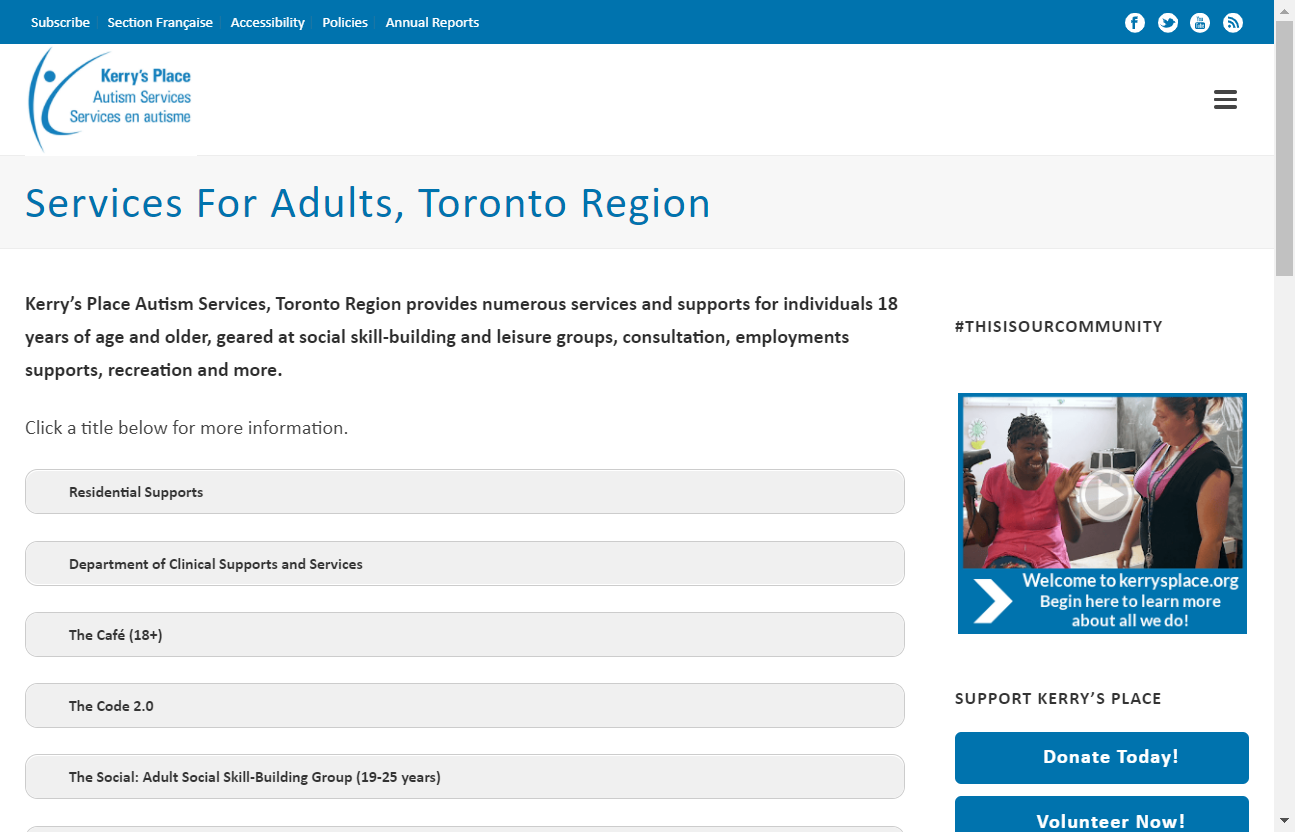 Subscribe Section Française Accessibility Policies Annual Reports
Kerry's Place
Autism Services
Services en autisme
Services For Adults, Toronto Region
Kerry's Place Autism Services, Toronto Region provides numerous services and supports for individuals 18
years of age and older, geared at social skill-building and leisure groups, consultation, employments
supports, recreation and more.
Click a title below for more information.
Residential Supports
Department of Clinical Supports and Services
The Café (18+)
The Code 2.0
The Social: Adult Social Skill-Building Group (19-25 years)
#THISISOURCOMMUNITY
Welcome to kerrysplace.org
Begin here to learn more
about all we do!
SUPPORT KERRY'S PLACE
Donate Today!
Volunteer Now!